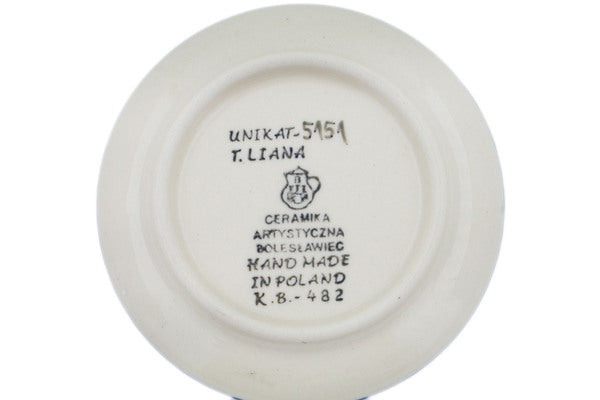 UNIKAT-5151
T. LIANA
B
CERAMIKA
ARTYSTYCZNA
BOLESŁAWIEC
HAND MADE
IN POLAND
K.B.-482